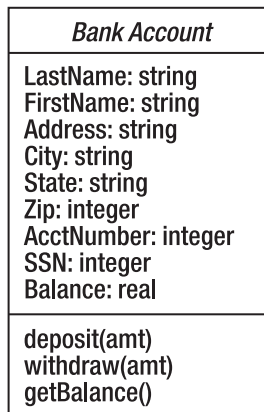 Bank Account
LastName: string
FirstName: string
Address: string
City: string
State: string
Zip: integer
AcctNumber: integer
SSN: integer
Balance: real
deposit(amt)
withdraw(amt)
getBalance()